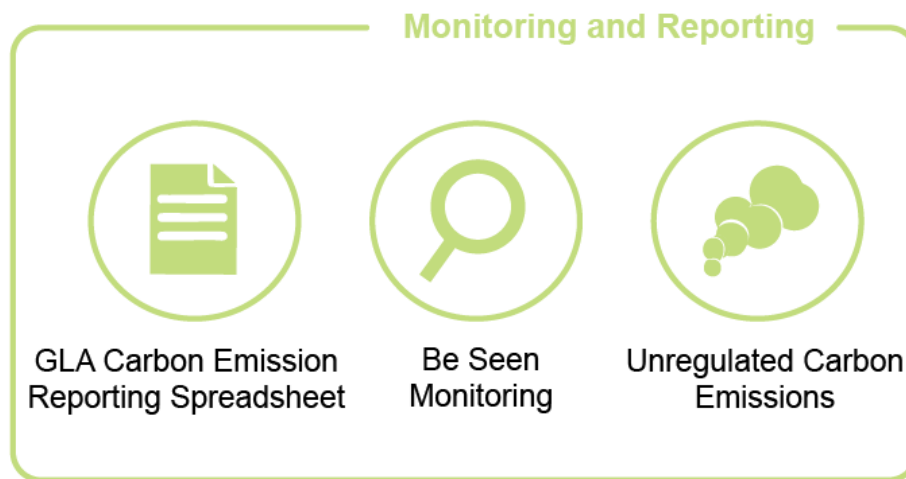 Monitoring and Reporting
GLA Carbon Emission
Reporting Spreadsheet
Be Seen
Monitoring
Unregulated Carbon
Emissions